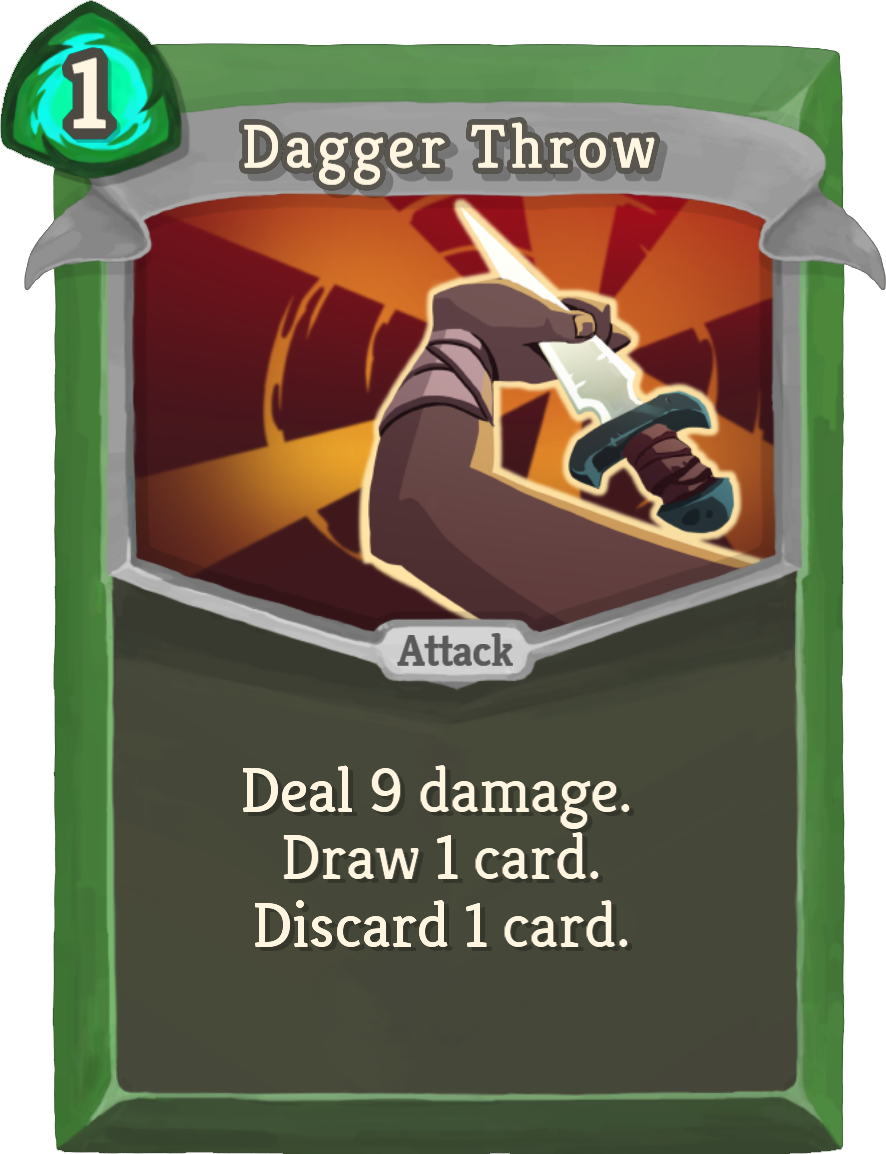 1
Dagger Throw
Attack
Deal 9 damage.
Draw 1 card.
Discard 1 card.